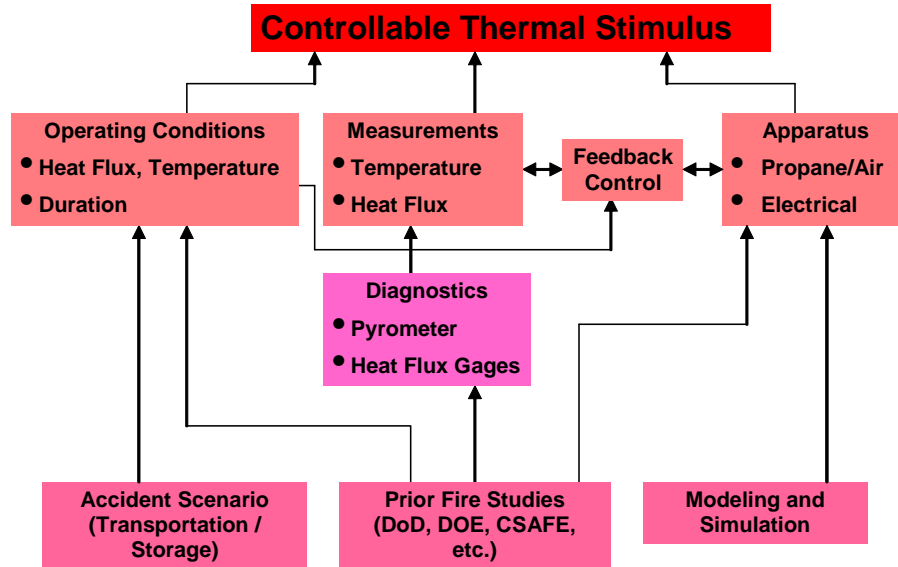 Controllable Thermal Stimulus
Operating Conditions
● Heat Flux, Temperature
● Duration
Measurements
● Temperature
● Heat Flux
Feedback
Control
Apparatus
● Propane/Air
● Electrical
Diagnostics
● Pyrometer
● Heat Flux Gages
Accident Scenario
(Transportation /
Storage)
Prior Fire Studies
(DoD, DOE, CSAFE,
etc.)
Modeling and
Simulation